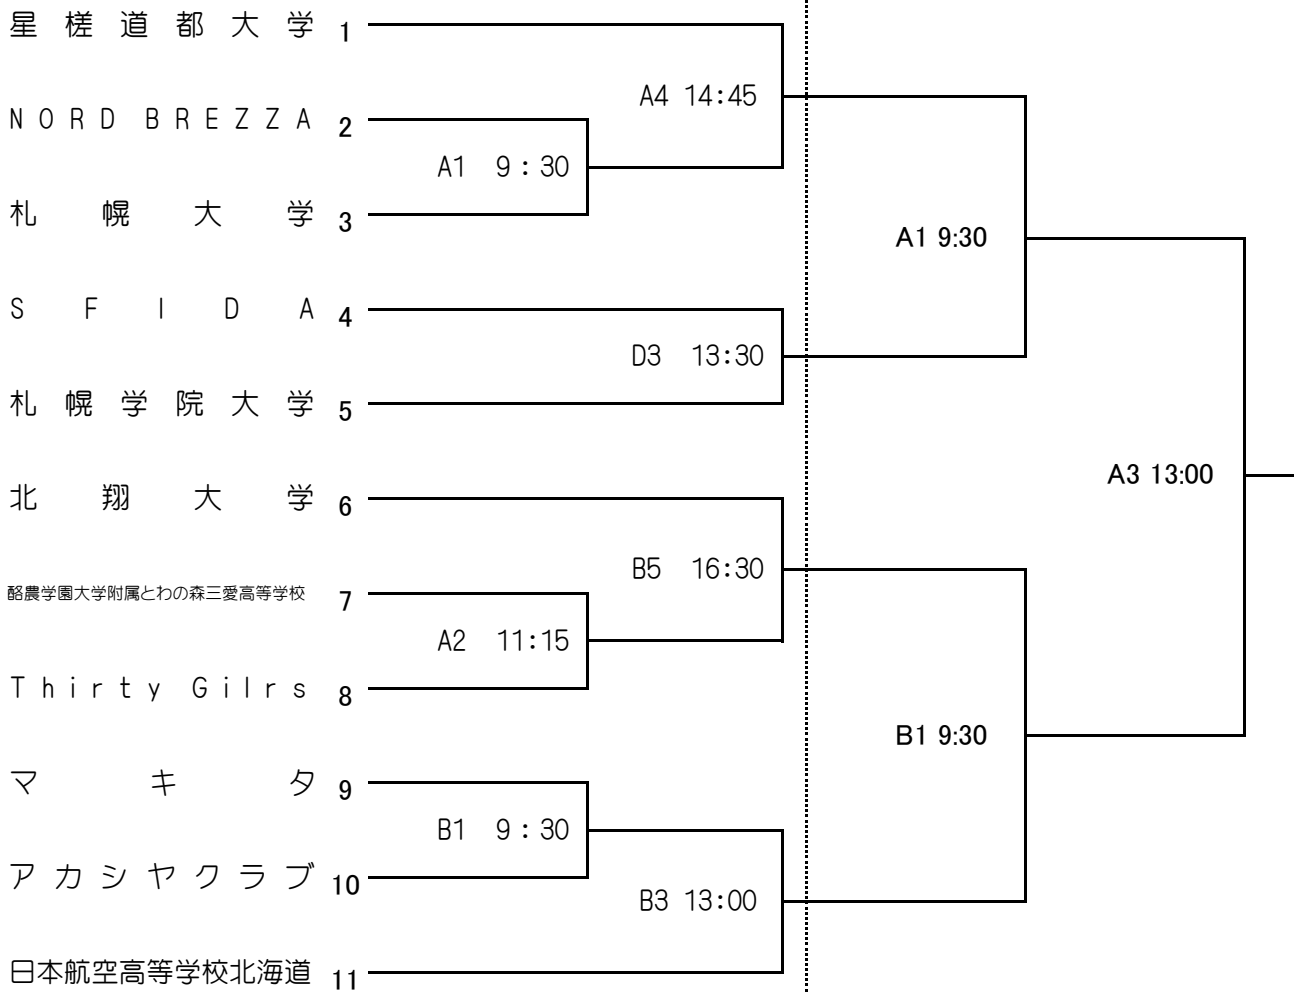 星槎道都大学 1
A4 14:45
NORD BREZZA 2
A1 9:30
札幌大学 3
A1 9:30
SFIDA 4
D3 13:30
札幌学院大学 5
A3 13:00
北翔大学 6
B5 16:30
酪農学園大学附属とわの森三愛高等学校 7
A2 11:15
Thirty Gilrs 8
B1 9:30
マキタ 9
B1 9:30
アカシヤクラブ 10
B3 13:00
日本航空高等学校北海道 11